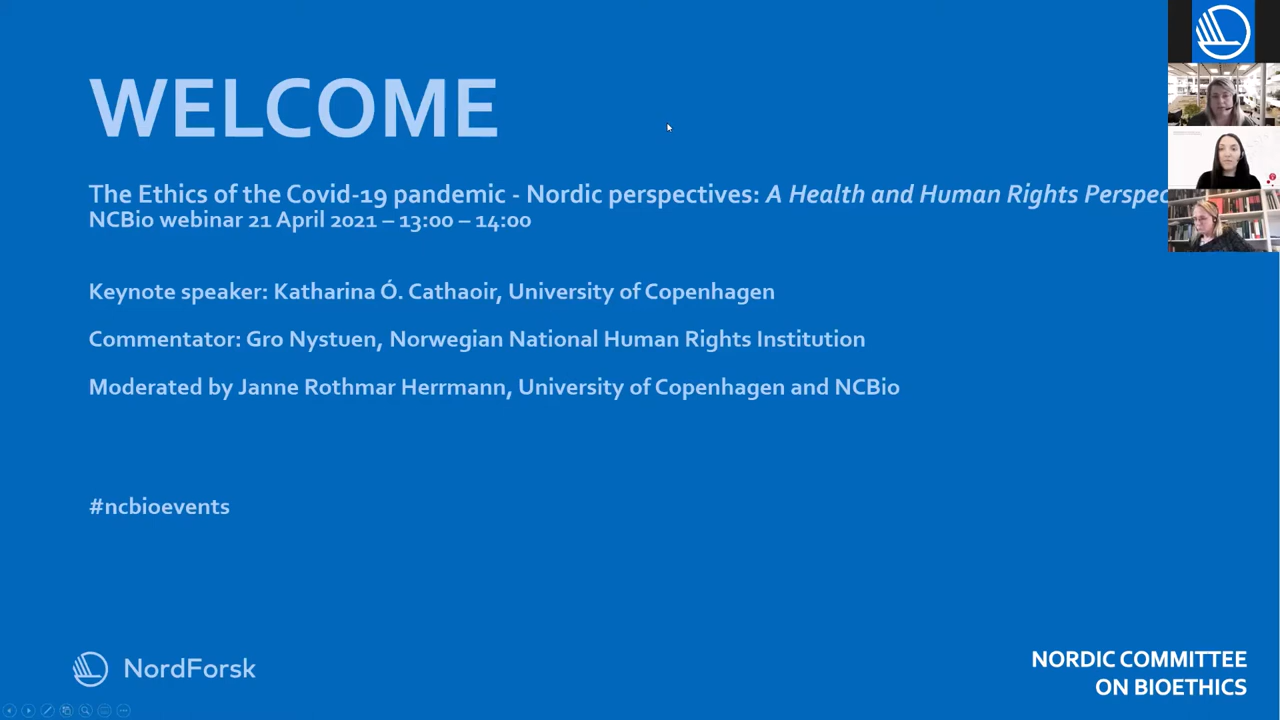 WELCOME
The Ethics of the Covid-19 pandemic - Nordic perspectives: A Health and Human Rights Perspec
NCBio webinar 21 April 2021 – 13:00 – 14:00
Keynote speaker: Katharina Ó. Cathaoir, University of Copenhagen
Commentator: Gro Nystuen, Norwegian National Human Rights Institution
Moderated by Janne Rothmar Herrmann, University of Copenhagen and NCBio
#ncbioevents
NordForsk
NORDIC COMMITTEE
ON BIOETHICS